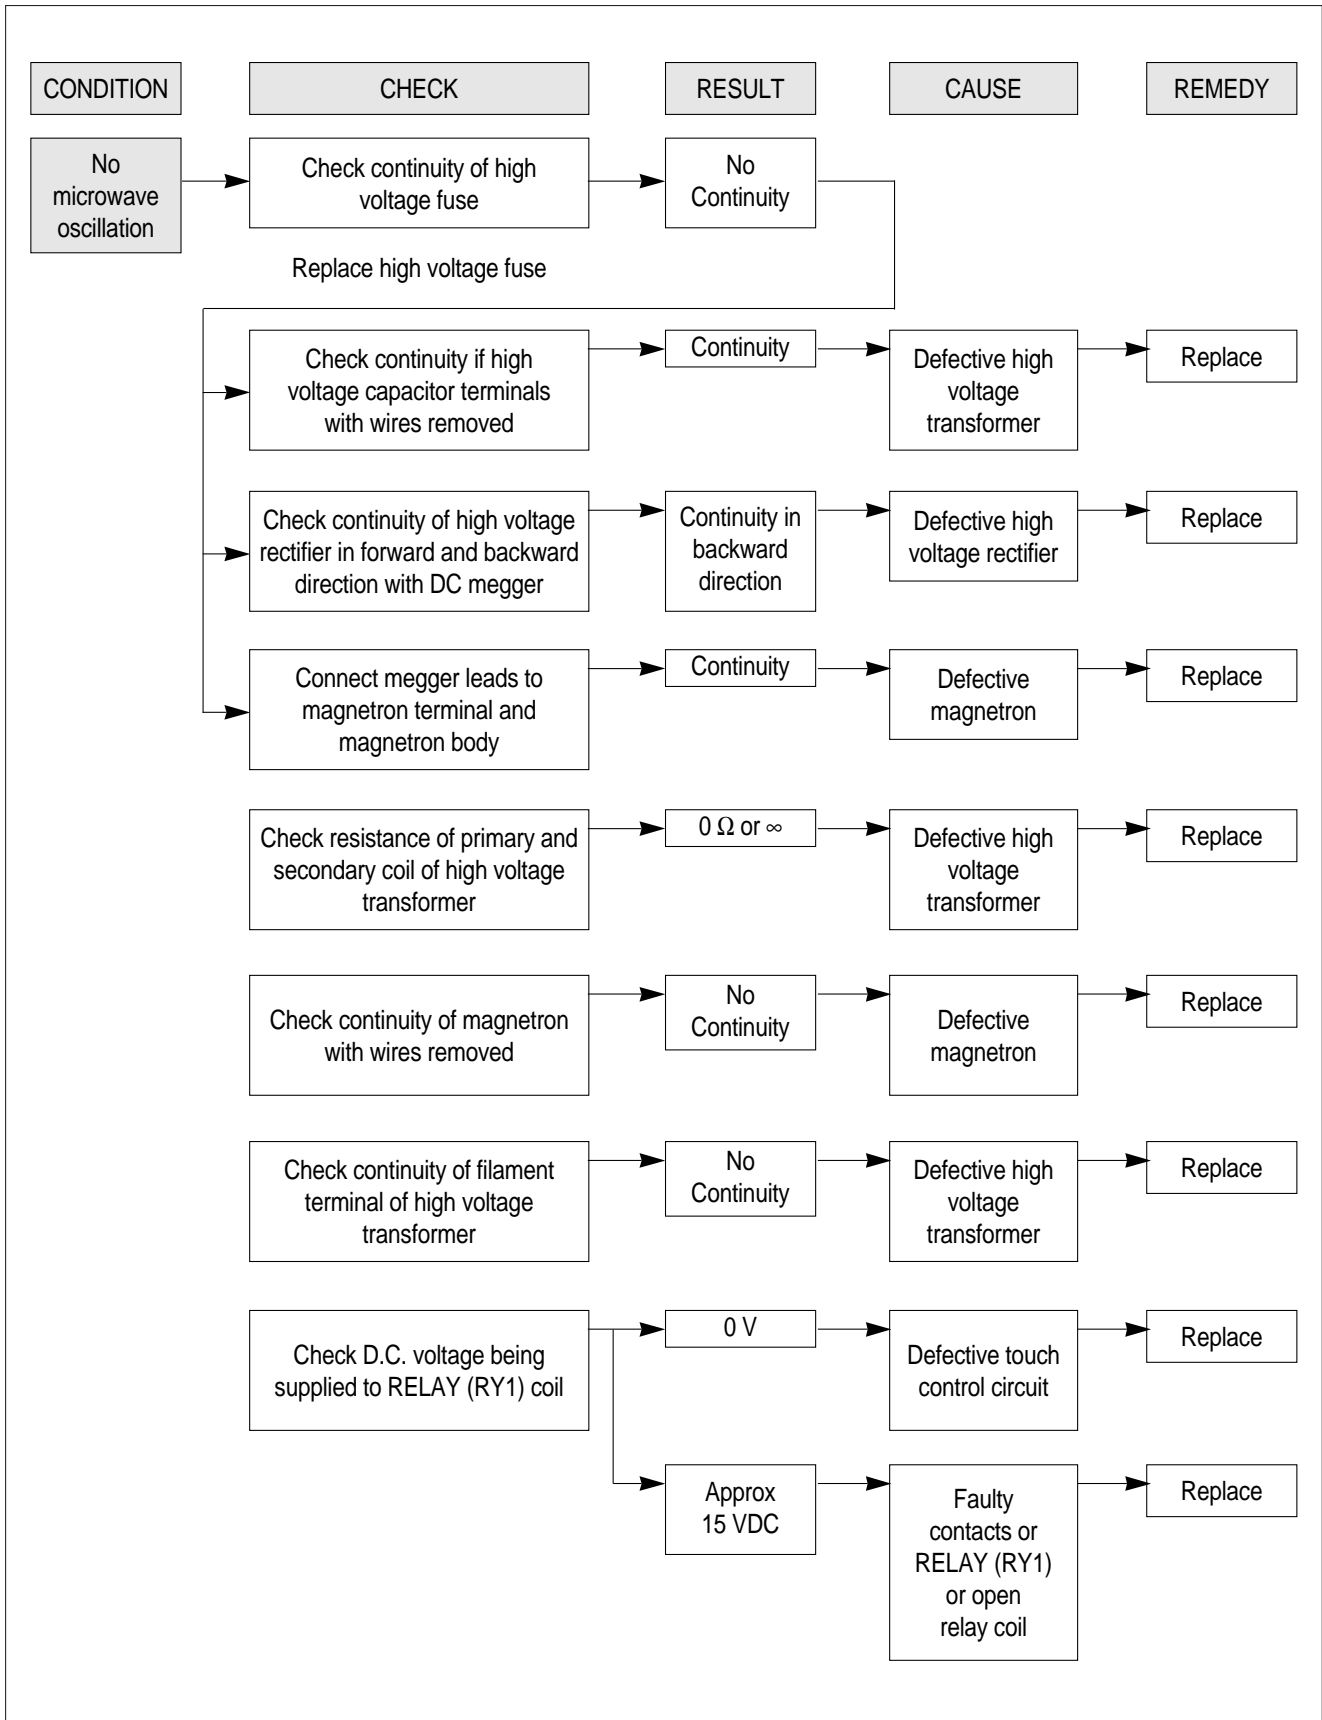 CONDITION
CHECK
RESULT
CAUSE
REMEDY
No
microwave
oscillation
Check continuity of high
voltage fuse
No
Continuity
Replace high voltage fuse
Check continuity if high
voltage capacitor terminals
with wires removed
Continuity
Defective high
voltage
transformer
Replace
Check continuity of high voltage
rectifier in forward and backward
direction with DC megger
Continuity in
backward
direction
Defective high
voltage rectifier
Replace
Connect megger leads to
magnetron terminal and
magnetron body
Continuity
Defective
magnetron
Replace
Check resistance of primary and
secondary coil of high voltage
transformer
0 Ω or ∞
Defective high
voltage
transformer
Replace
Check continuity of magnetron
with wires removed
No
Continuity
Defective
magnetron
Replace
Check continuity of filament
terminal of high voltage
transformer
No
Continuity
Defective high
voltage
transformer
Replace
Check D.C. voltage being
supplied to RELAY (RY1) coil
0 V
Defective touch
control circuit
Replace
Approx
15 VDC
Faulty
contacts or
RELAY (RY1)
or open
relay coil
Replace